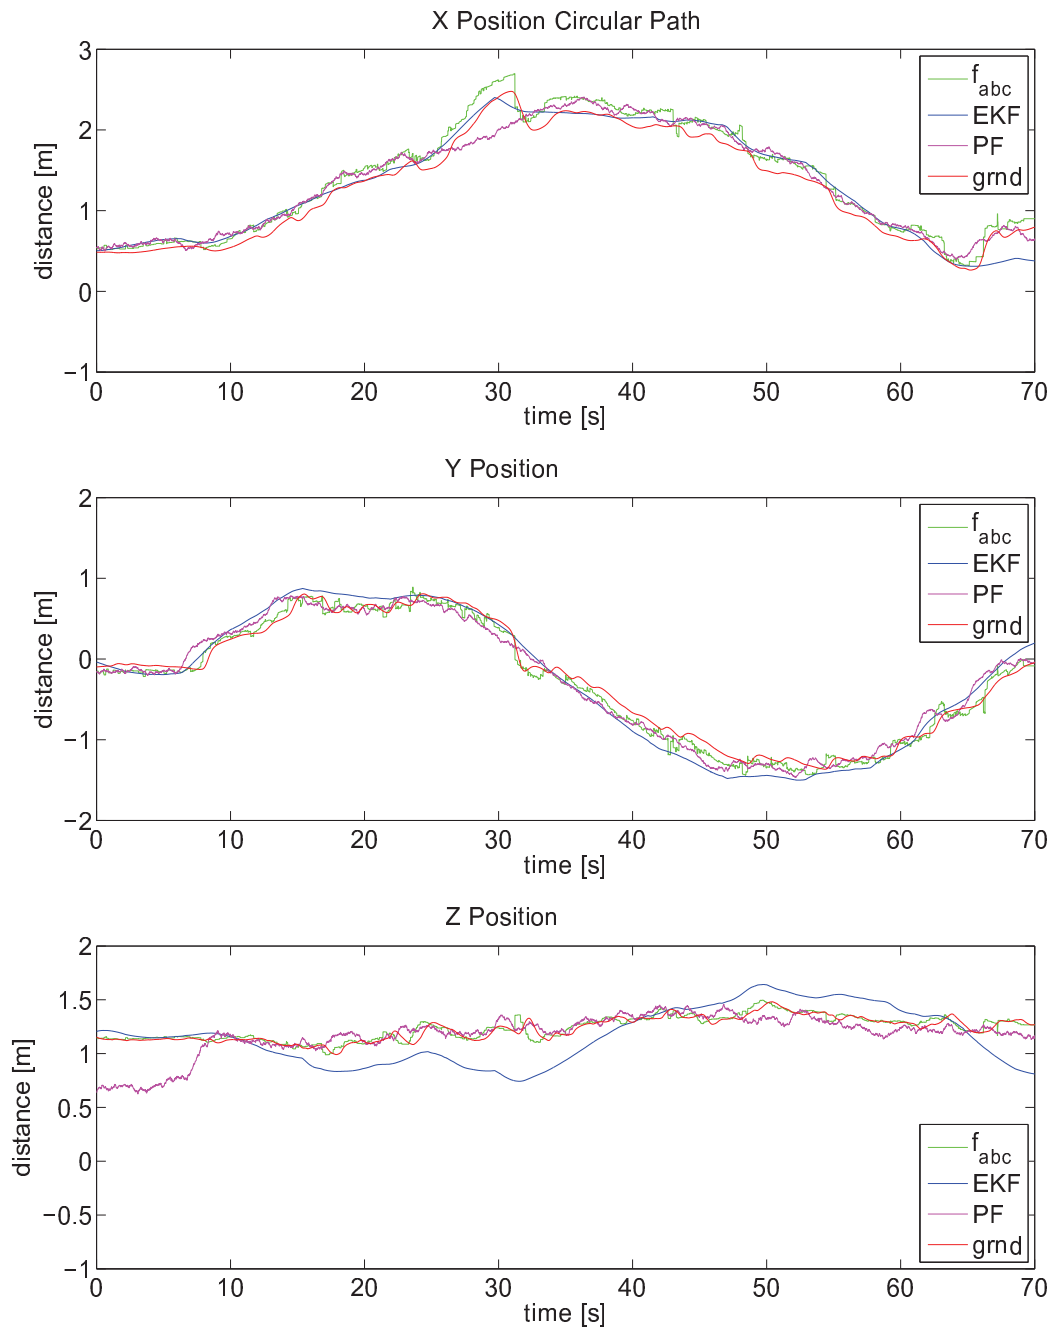 X Position Circular Path
3
2
1
0
−1
distance [m]
f_abc
EKF
PF
grnd
0 10 20 30 40 50 60 70
time [s]
Y Position
2
1
0
−1
−2
distance [m]
f_abc
EKF
PF
grnd
0 10 20 30 40 50 60 70
time [s]
Z Position
2
1.5
1
0.5
0
−0.5
−1
distance [m]
f_abc
EKF
PF
grnd
0 10 20 30 40 50 60 70
time [s]